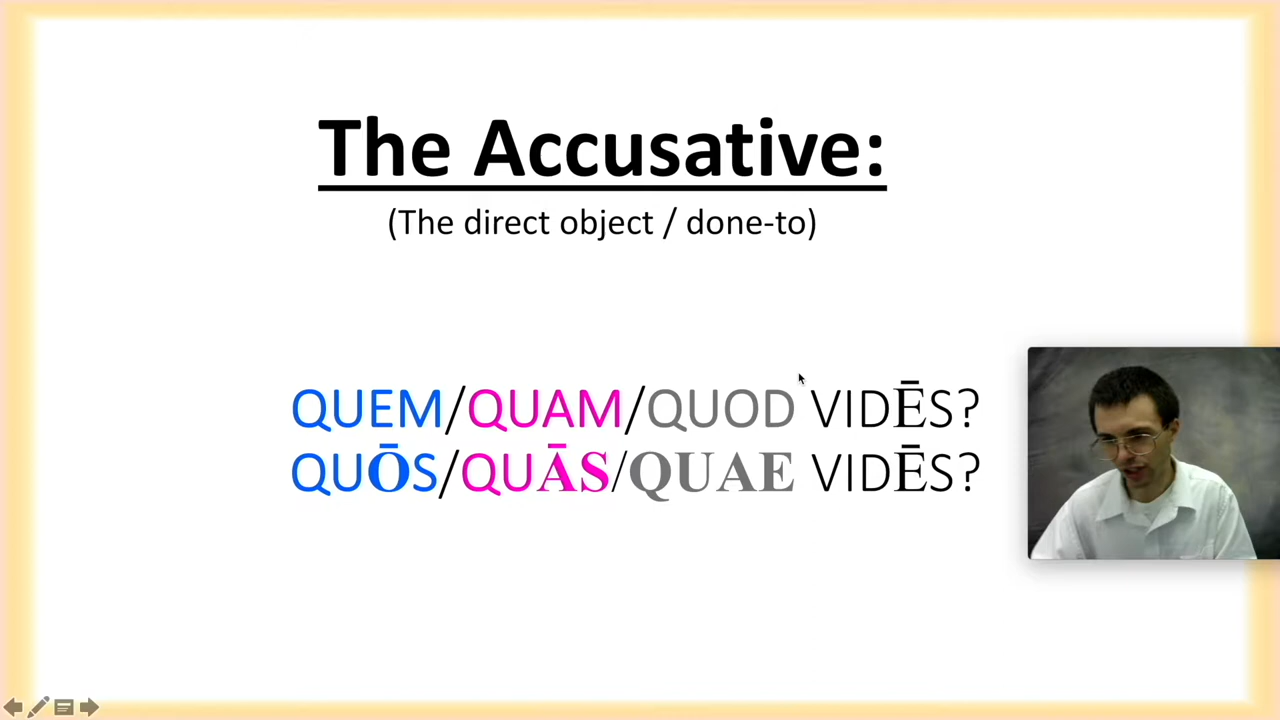 The Accusative:
(The direct object / done-to)
QUEM/QUAM/QUOD VIDĒS?
QUŌS/QUĀS/QUAE VIDĒS?